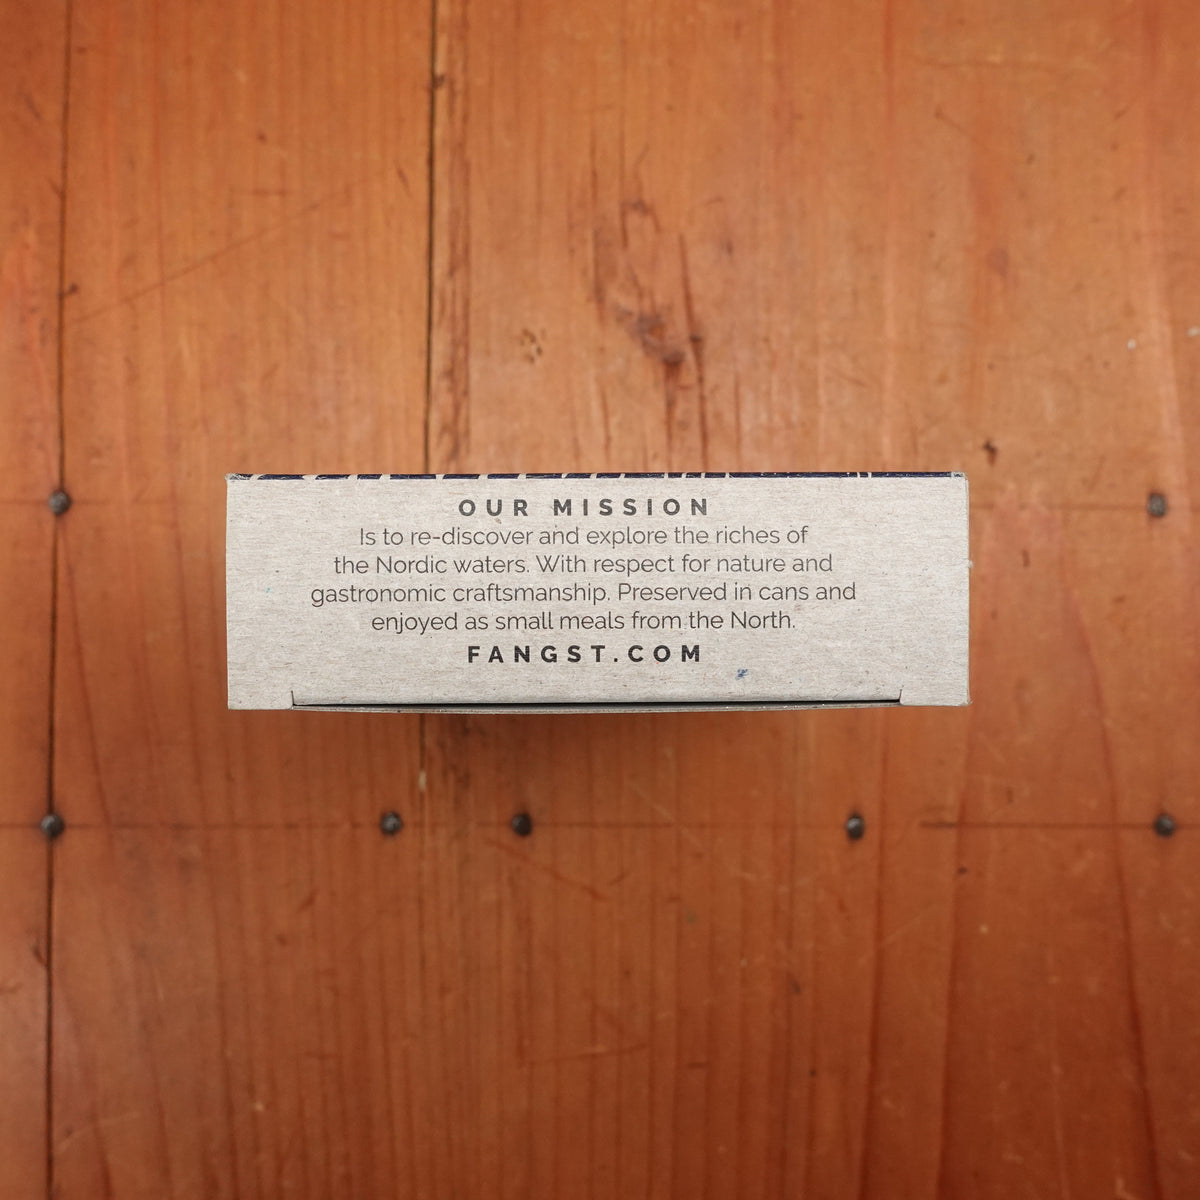 OUR MISSION
Is to re-discover and explore the riches of
the Nordic waters. With respect for nature and
gastronomic craftsmanship. Preserved in cans and
enjoyed as small meals from the North.
FANGST.COM